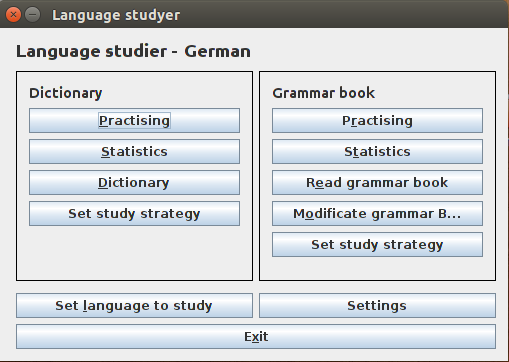 Language studyer
Language studier - German
Dictionary
Practising
Statistics
Dictionary
Set study strategy
Grammar book
Practising
Statistics
Read grammar book
Modificate grammar B...
Set study strategy
Set language to study
Settings
Exit